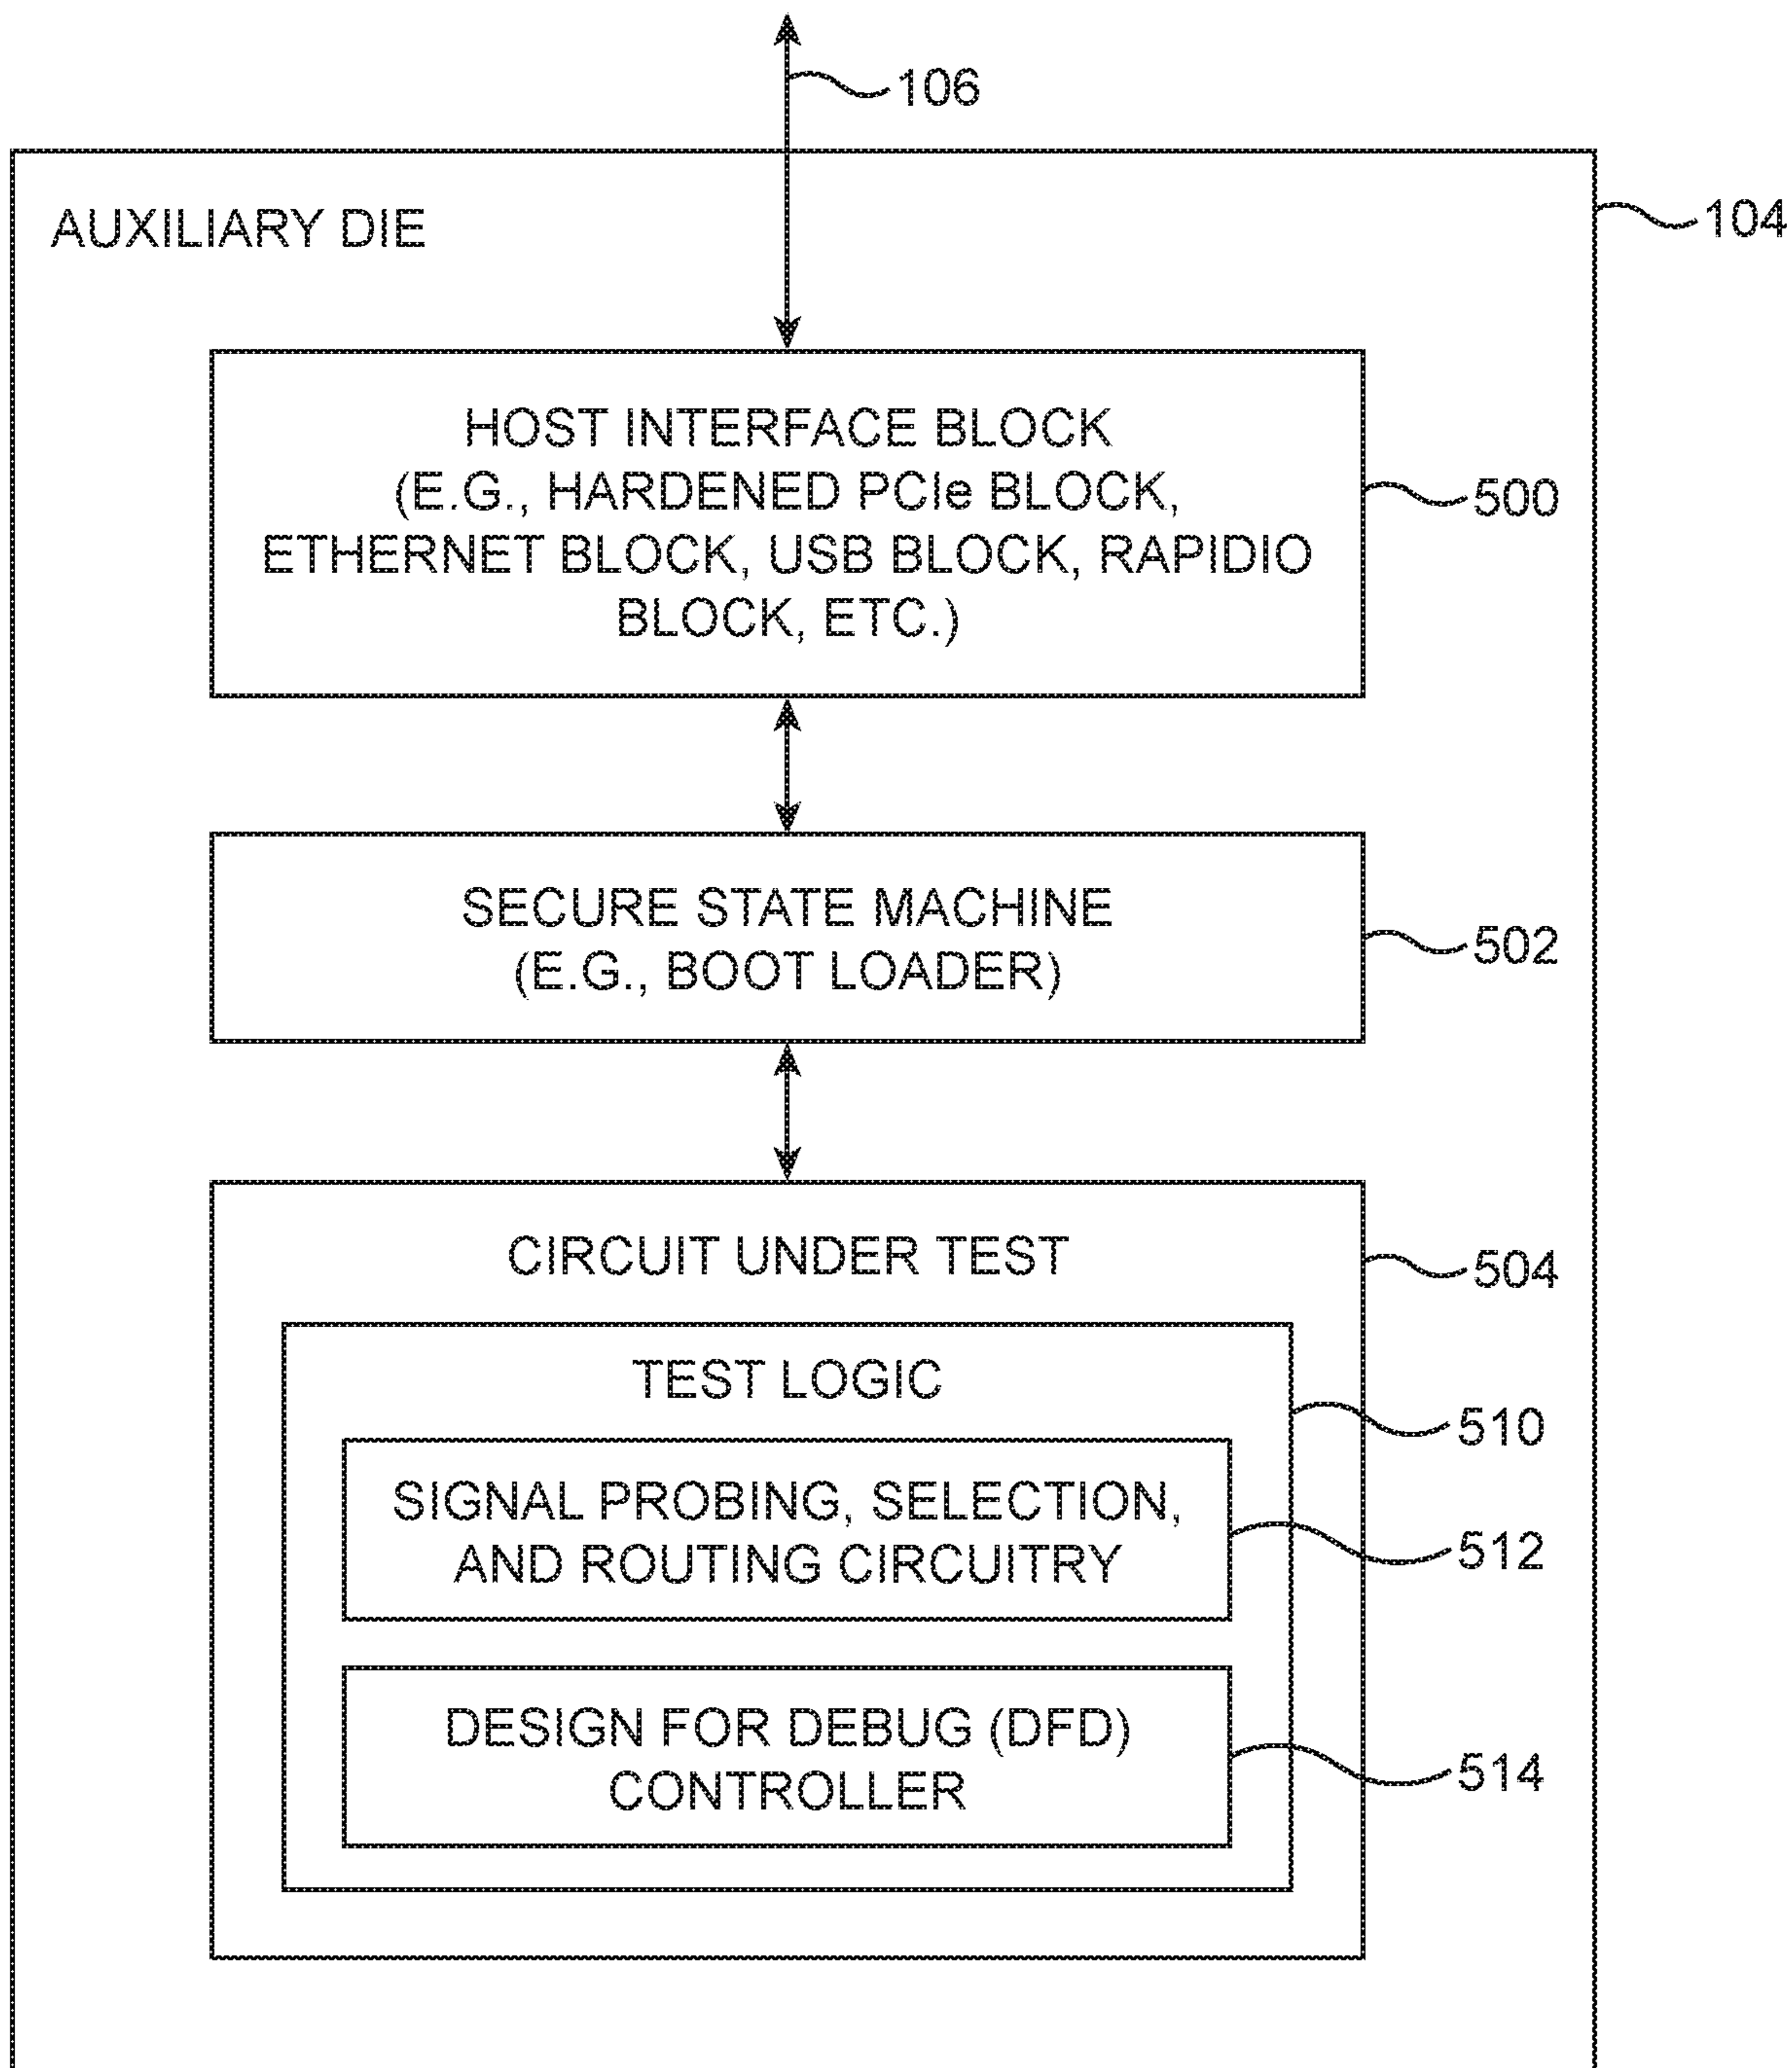 106
AUXILIARY DIE
104
HOST INTERFACE BLOCK
(E.G., HARDENED PCIe BLOCK,
ETHERNET BLOCK, USB BLOCK, RAPIDIO
BLOCK, ETC.)
500
SECURE STATE MACHINE
(E.G., BOOT LOADER)
502
CIRCUIT UNDER TEST
504
TEST LOGIC
510
SIGNAL PROBING, SELECTION,
AND ROUTING CIRCUITRY
512
DESIGN FOR DEBUG (DFD)
CONTROLLER
514